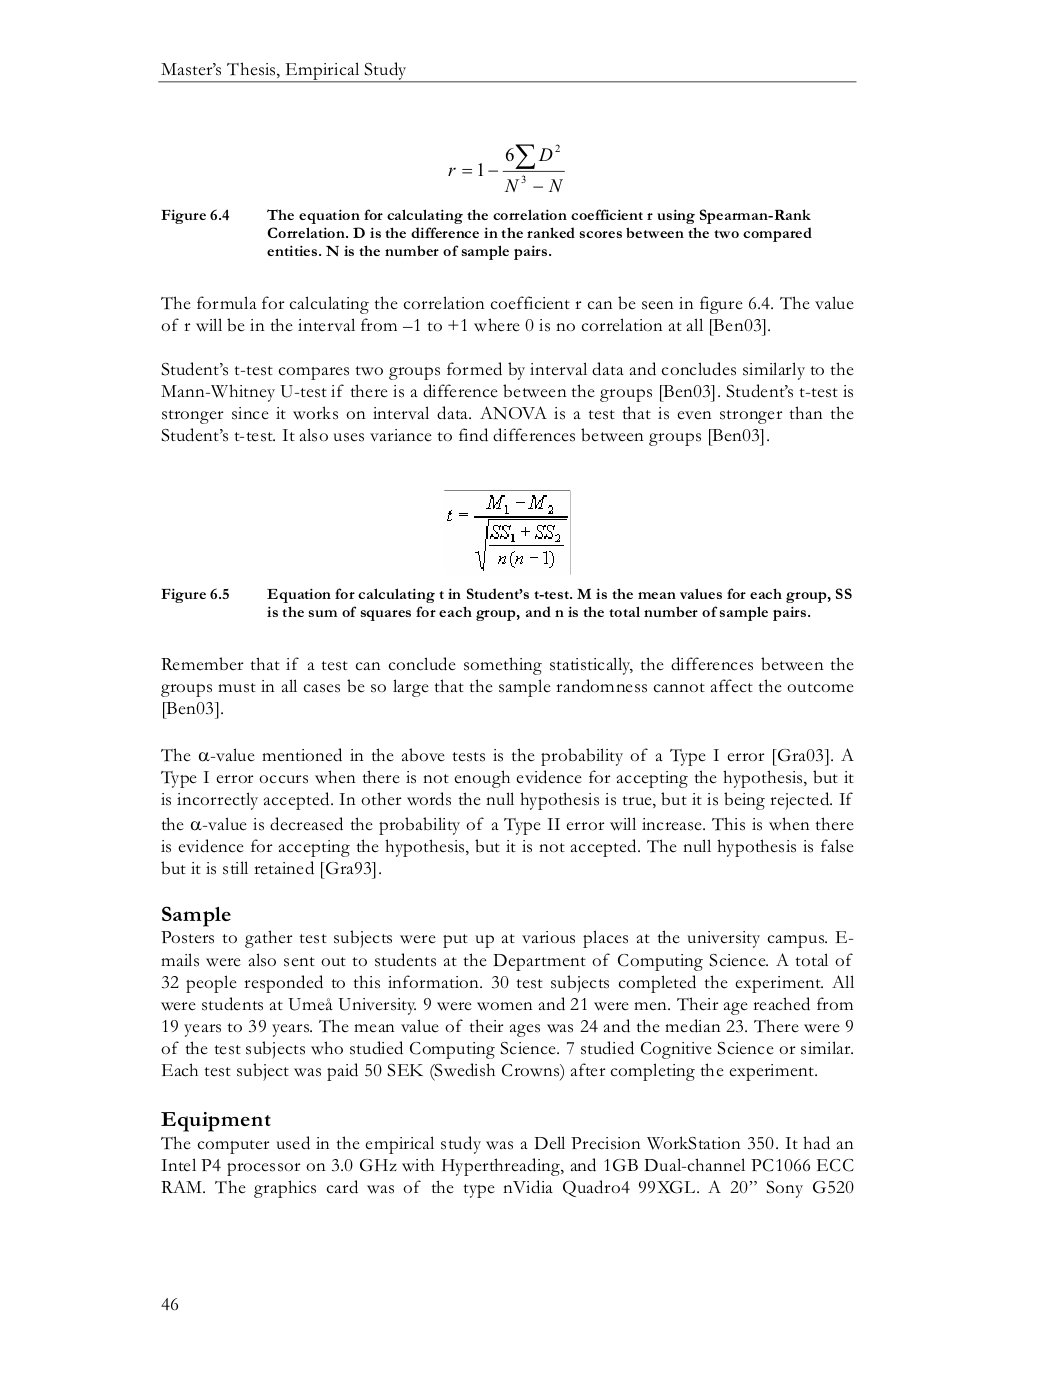 Master's Thesis, Empirical Study
r = 1 − 6∑D² / N³ − N
Figure 6.4 The equation for calculating the correlation coefficient r using Spearman-Rank
Correlation. D is the difference in the ranked scores between the two compared
entities. N is the number of sample pairs.
The formula for calculating the correlation coefficient r can be seen in figure 6.4. The value
of r will be in the interval from –1 to +1 where 0 is no correlation at all [Ben03].
Student's t-test compares two groups formed by interval data and concludes similarly to the
Mann-Whitney U-test if there is a difference between the groups [Ben03]. Student's t-test is
stronger since it works on interval data. ANOVA is a test that is even stronger than the
Student's t-test. It also uses variance to find differences between groups [Ben03].
t = M₁ − M₂ / √(SS₁ + SS₂ / n(n − 1))
Figure 6.5 Equation for calculating t in Student's t-test. M is the mean values for each group, SS
is the sum of squares for each group, and n is the total number of sample pairs.
Remember that if a test can conclude something statistically, the differences between the
groups must in all cases be so large that the sample randomness cannot affect the outcome
[Ben03].
The α-value mentioned in the above tests is the probability of a Type I error [Gra03]. A
Type I error occurs when there is not enough evidence for accepting the hypothesis, but it
is incorrectly accepted. In other words the null hypothesis is true, but it is being rejected. If
the α-value is decreased the probability of a Type II error will increase. This is when there
is evidence for accepting the hypothesis, but it is not accepted. The null hypothesis is false
but it is still retained [Gra93].
Sample
Posters to gather test subjects were put up at various places at the university campus. E-
mails were also sent out to students at the Department of Computing Science. A total of
32 people responded to this information. 30 test subjects completed the experiment. All
were students at Umeå University. 9 were women and 21 were men. Their age reached from
19 years to 39 years. The mean value of their ages was 24 and the median 23. There were 9
of the test subjects who studied Computing Science. 7 studied Cognitive Science or similar.
Each test subject was paid 50 SEK (Swedish Crowns) after completing the experiment.
Equipment
The computer used in the empirical study was a Dell Precision WorkStation 350. It had an
Intel P4 processor on 3.0 GHz with Hyperthreading, and 1GB Dual-channel PC1066 ECC
RAM. The graphics card was of the type nVidia Quadro4 99XGL. A 20" Sony G520
46